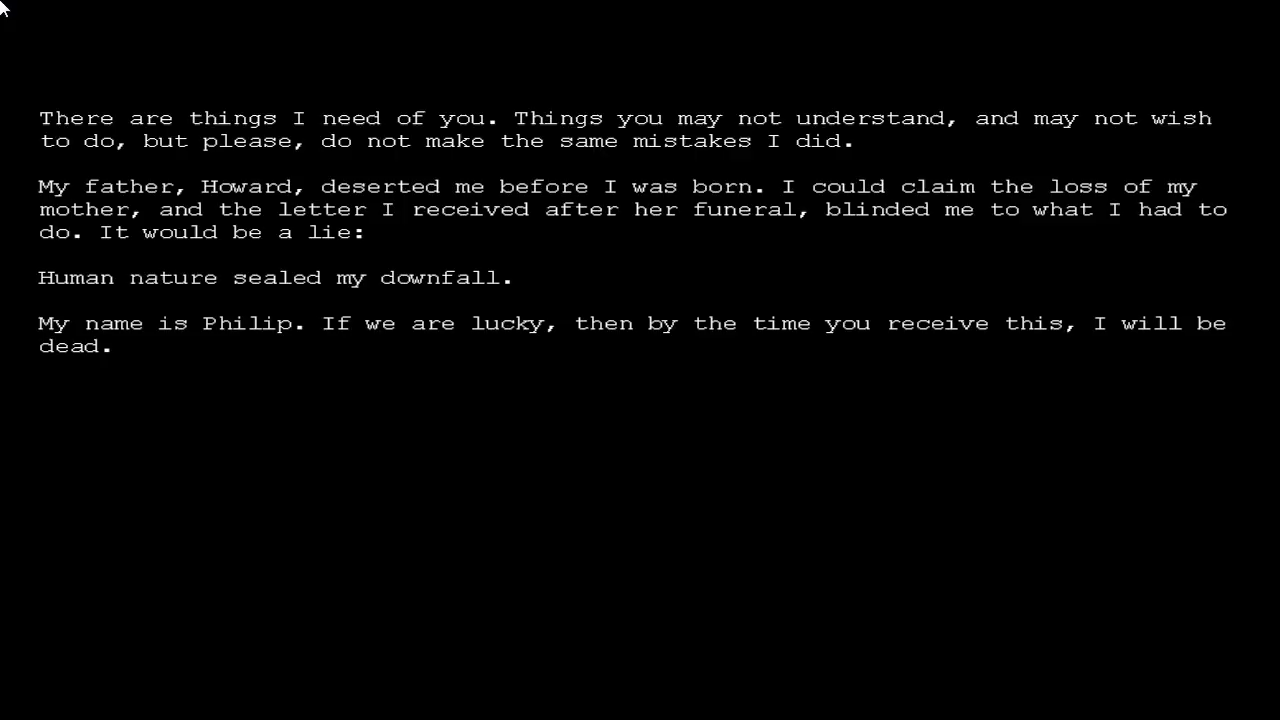 There are things I need of you. Things you may not understand, and may not wish
to do, but please, do not make the same mistakes I did.
My father, Howard, deserted me before I was born. I could claim the loss of my
mother, and the letter I received after her funeral, blinded me to what I had to
do. It would be a lie:
Human nature sealed my downfall.
My name is Philip. If we are lucky, then by the time you receive this, I will be
dead.